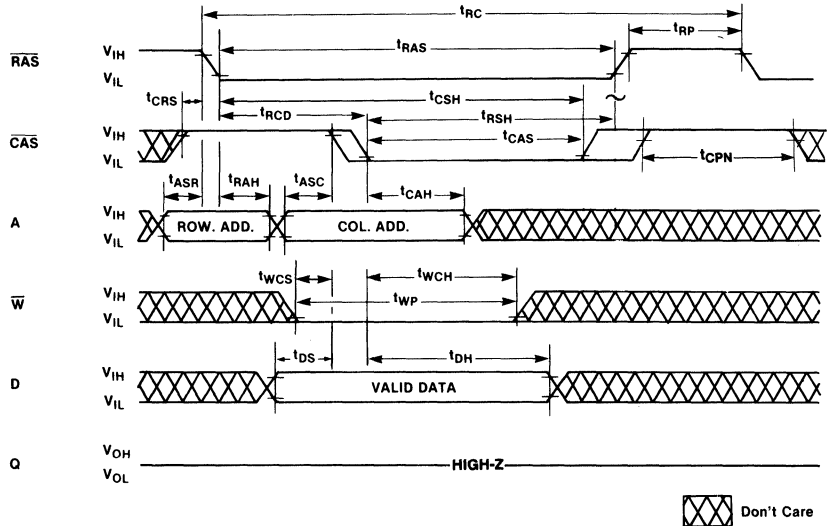 tRC
tRP
RAS
VIH
VIL
tRAS
tCRS
tCSH
tRCD
tRSH
CAS
VIH
VIL
tCAS
tCPN
tASR
tRAH
tASC
tCAH
A
VIH
VIL
ROW. ADD.
COL. ADD.
tWCS
tWCH
W
VIH
VIL
tWP
tDS
tDH
D
VIH
VIL
VALID DATA
Q
VOH
VOL
HIGH-Z
Don't Care